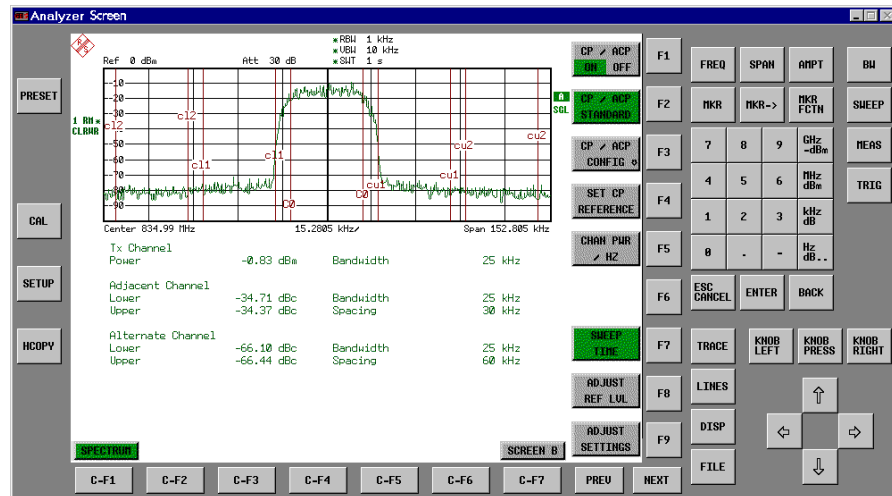 Analyzer Screen
R S
*RBW 1 kHz
*VBW 10 kHz
Ref 0 dBm Att 30 dB *SWT 1 s
-10
-20
-30
-40
-50
-60
-70
-80
-90
A
SGL
1 RM *
CLRWR
cl2 cl2 cl1 cl1 C0 C0 cu1 cu1 cu2 cu2
Center 834.99 MHz 15.2805 kHz/ Span 152.805 kHz
Tx Channel
Power -0.83 dBm Bandwidth 25 kHz
Adjacent Channel
Lower -34.71 dBc Bandwidth 25 kHz
Upper -34.37 dBc Spacing 30 kHz
Alternate Channel
Lower -66.10 dBc Bandwidth 25 kHz
Upper -66.44 dBc Spacing 60 kHz
SPECTRUM SCREEN B
PRESET
CAL
SETUP
HCOPY
CP / ACP
ON OFF
F1
CP / ACP
STANDARD
F2
CP / ACP
CONFIG
F3
SET CP
REFERENCE
F4
CHAN PWR
/ HZ
F5
F6
SWEEP
TIME
F7
ADJUST
REF LVL
F8
ADJUST
SETTINGS
F9
C-F1 C-F2 C-F3 C-F4 C-F5 C-F6 C-F7 PREV NEXT
FREQ SPAN AMPT BW
MKR MKR-> MKR FCTN SWEEP
7 8 9 GHz -dBm MEAS
4 5 6 MHz dBm TRIG
1 2 3 kHz dB
0 . - Hz dB..
ESC CANCEL ENTER BACK
TRACE KNOB LEFT KNOB PRESS KNOB RIGHT
LINES
DISP
FILE